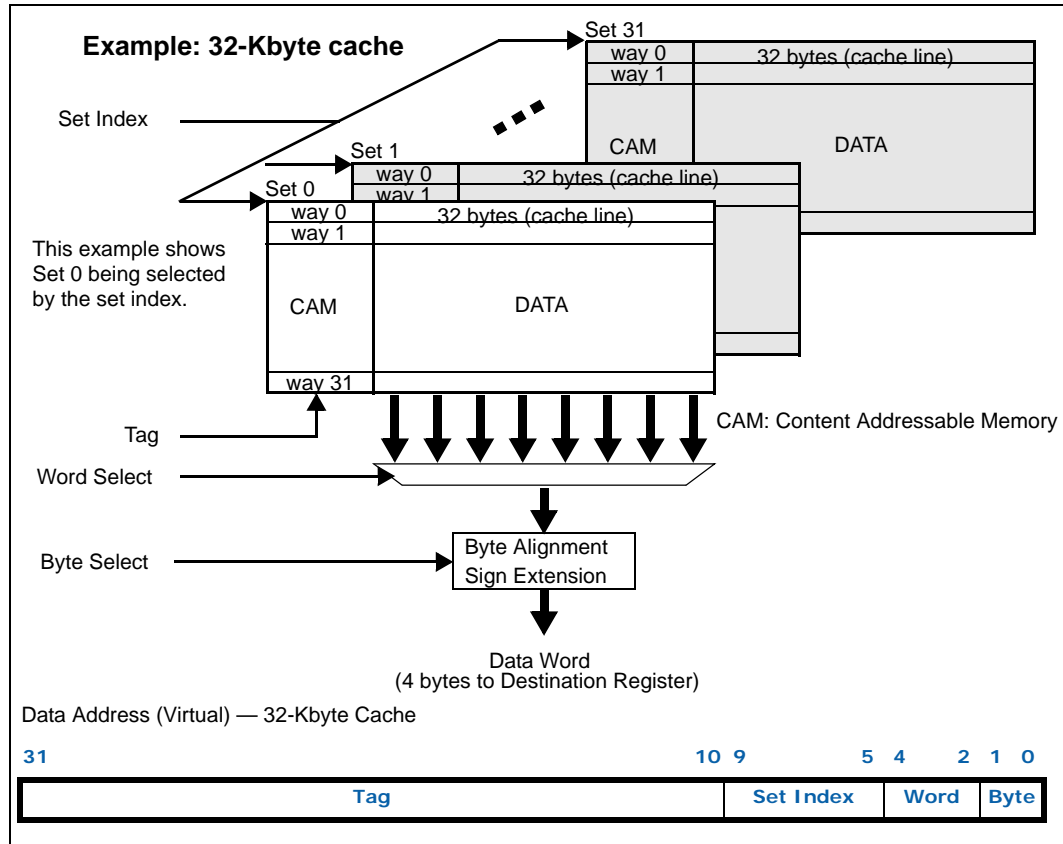 Example: 32-Kbyte cache
Set 31
way 0 32 bytes (cache line)
way 1
Set Index
CAM DATA
Set 1
way 0 32 bytes (cache line)
way 1
Set 0
way 0 32 bytes (cache line)
way 1
This example shows
Set 0 being selected
by the set index.
CAM DATA
way 31
CAM: Content Addressable Memory
Tag
Word Select
Byte Select
Byte Alignment
Sign Extension
Data Word
(4 bytes to Destination Register)
Data Address (Virtual) — 32-Kbyte Cache
31 10 9 5 4 2 1 0
Tag Set Index Word Byte